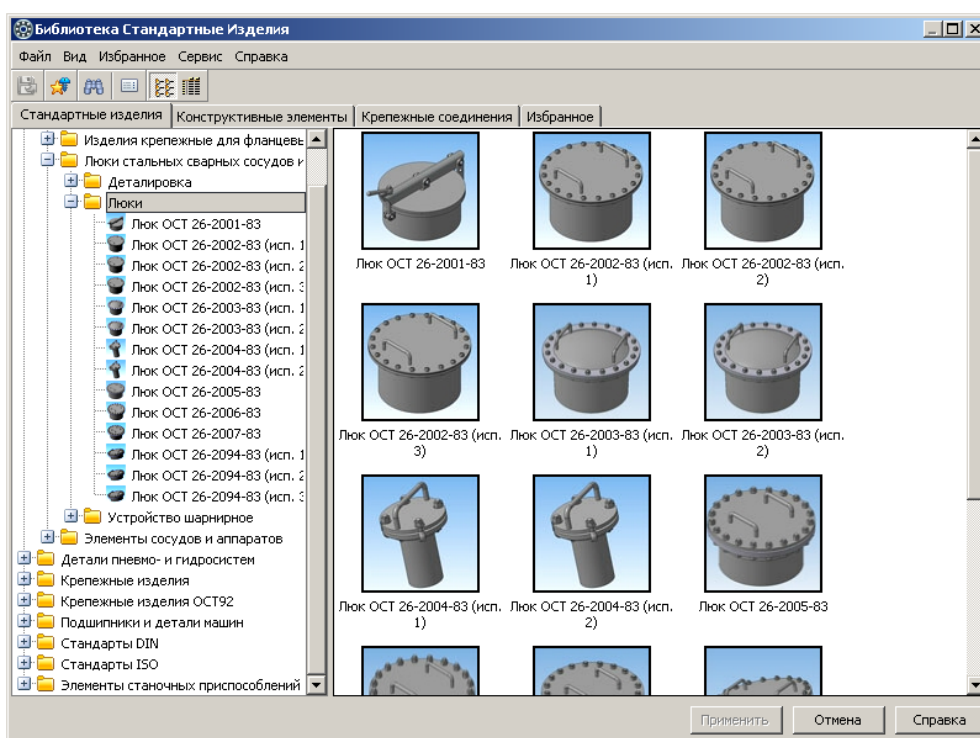 Библиотека Стандартные Изделия
Файл Вид Избранное Сервис Справка
Стандартные изделия Конструктивные элементы Крепежные соединения Избранное
Изделия крепежные для фланцевь
Люки стальных сварных сосудов и
Деталировка
Люки
Люк ОСТ 26-2001-83
Люк ОСТ 26-2002-83 (исп. 1
Люк ОСТ 26-2002-83 (исп. 2
Люк ОСТ 26-2002-83 (исп. 3
Люк ОСТ 26-2003-83 (исп. 1
Люк ОСТ 26-2003-83 (исп. 2
Люк ОСТ 26-2004-83 (исп. 1
Люк ОСТ 26-2004-83 (исп. 2
Люк ОСТ 26-2005-83
Люк ОСТ 26-2006-83
Люк ОСТ 26-2007-83
Люк ОСТ 26-2094-83 (исп. 1
Люк ОСТ 26-2094-83 (исп. 2
Люк ОСТ 26-2094-83 (исп. 3
Устройство шарнирное
Элементы сосудов и аппаратов
Детали пневмо- и гидросистем
Крепежные изделия
Крепежные изделия ОСТ92
Подшипники и детали машин
Стандарты DIN
Стандарты ISO
Элементы станочных приспособлений
Люк ОСТ 26-2001-83
Люк ОСТ 26-2002-83 (исп.
1)
Люк ОСТ 26-2002-83 (исп.
2)
Люк ОСТ 26-2002-83 (исп.
3)
Люк ОСТ 26-2003-83 (исп.
1)
Люк ОСТ 26-2003-83 (исп.
2)
Люк ОСТ 26-2004-83 (исп.
1)
Люк ОСТ 26-2004-83 (исп.
2)
Люк ОСТ 26-2005-83
Применить Отмена Справка